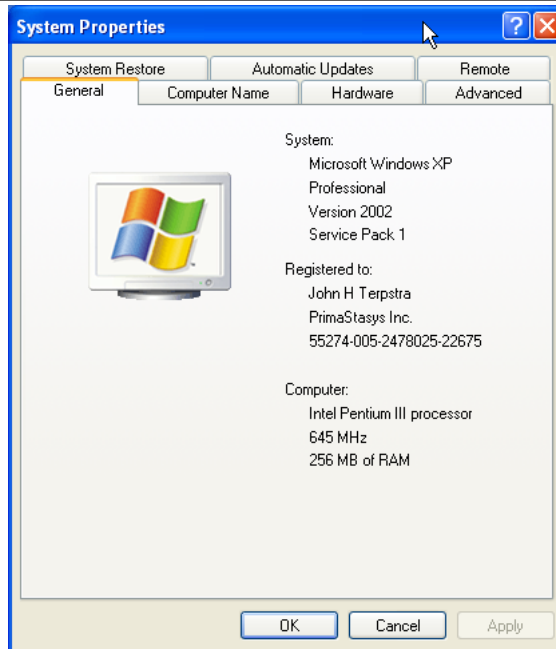 System Properties
System Restore Automatic Updates Remote
General Computer Name Hardware Advanced
System:
Microsoft Windows XP
Professional
Version 2002
Service Pack 1
Registered to:
John H Terpstra
PrimaStasys Inc.
55274-005-2478025-22675
Computer:
Intel Pentium III processor
645 MHz
256 MB of RAM
OK Cancel Apply